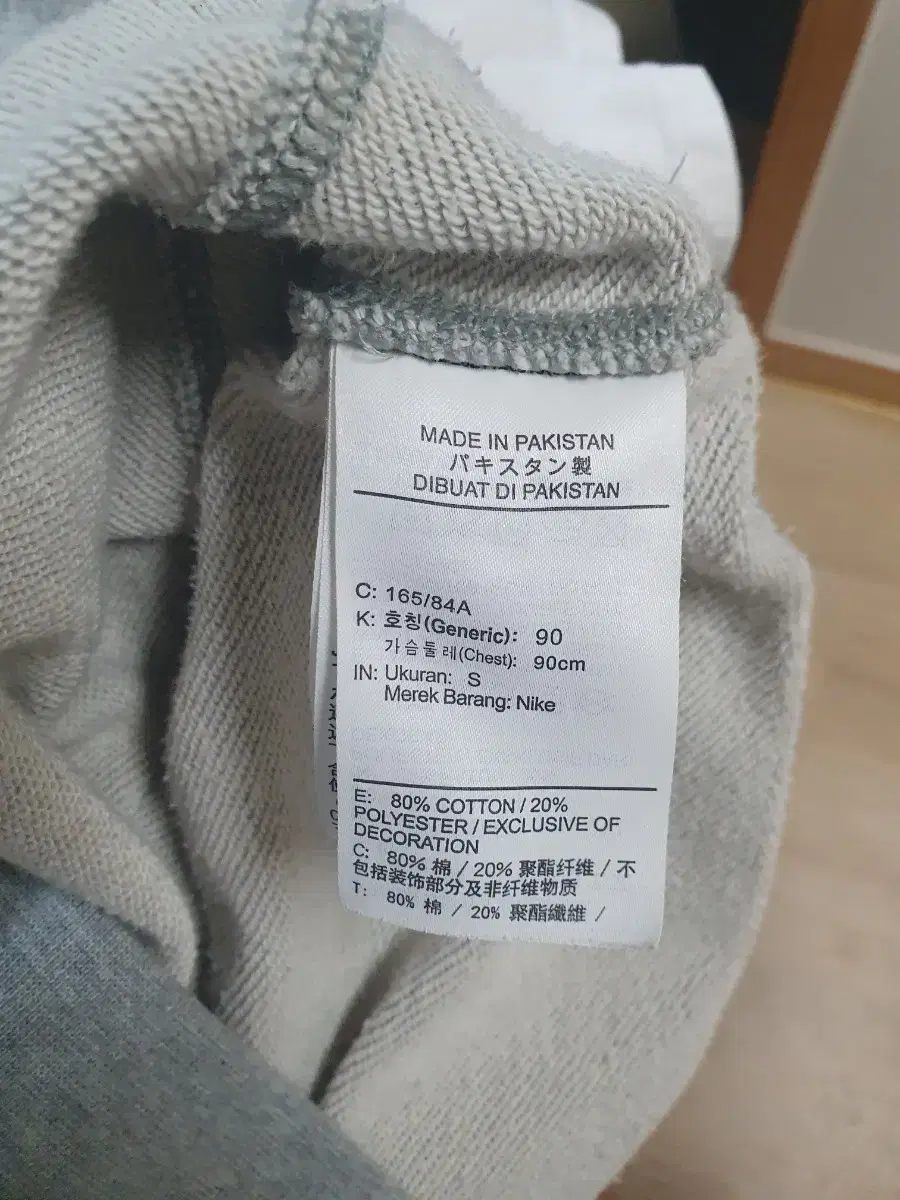 MADE IN PAKISTAN
パキスタン製
DIBUAT DI PAKISTAN
C: 165/84A
K: 호칭(Generic): 90
가슴둘레(Chest): 90cm
IN: Ukuran: S
Merek Barang: Nike
E: 80% COTTON / 20%
POLYESTER / EXCLUSIVE OF
DECORATION
C: 80% 棉 / 20% 聚酯纤维 / 不
包括装饰部分及非纤维物质
T: 80% 棉 / 20% 聚酯纖維 /